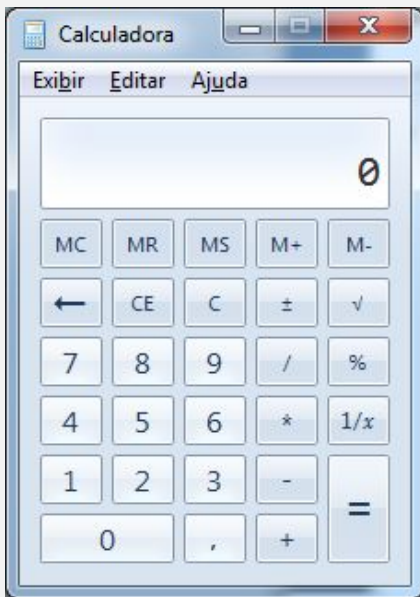 Calculadora
Exibir Editar Ajuda
0
MC MR MS M+ M-
← CE C ± √
7 8 9 / %
4 5 6 * 1/x
1 2 3 - =
0 , +